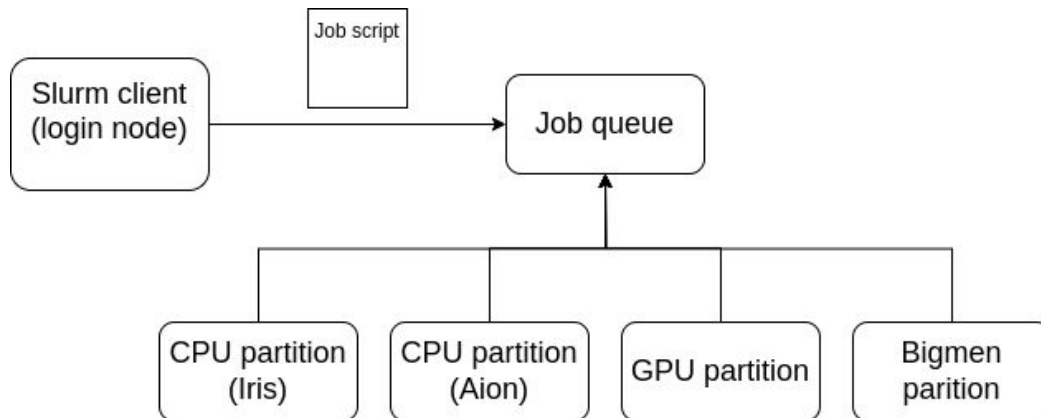 Job script
Slurm client
(login node)
Job queue
CPU partition
(Iris)
CPU partition
(Aion)
GPU partition
Bigmen
parition